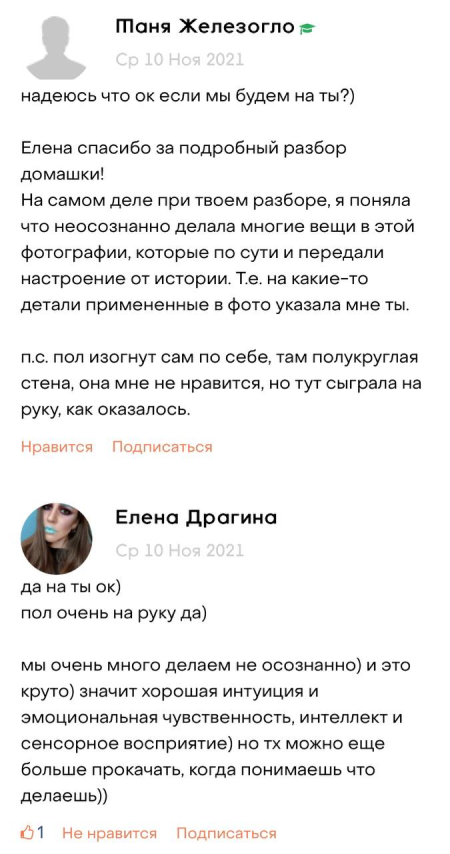 Таня Железогло
Ср 10 Ноя 2021
надеюсь что ок если мы будем на ты?)
Елена спасибо за подробный разбор
домашки!
На самом деле при твоем разборе, я поняла
что неосознанно делала многие вещи в этой
фотографии, которые по сути и передали
настроение от истории. Т.е. на какие-то
детали примененные в фото указала мне ты.
п.с. пол изогнут сам по себе, там полукруглая
стена, она мне не нравится, но тут сыграла на
руку, как оказалось.
Нравится Подписаться
Елена Драгина
Ср 10 Ноя 2021
да на ты ок)
пол очень на руку да)
мы очень много делаем не осознанно) и это
круто) значит хорошая интуиция и
эмоциональная чувственность, интеллект и
сенсорное восприятие) но тх можно еще
больше прокачать, когда понимаешь что
делаешь))
1 Не нравится Подписаться